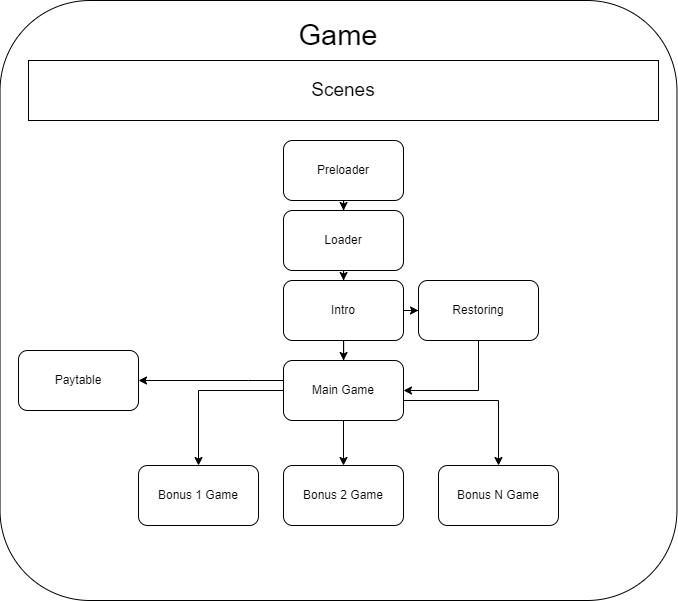 Game
Scenes
Preloader
Loader
Intro
Restoring
Paytable
Main Game
Bonus 1 Game
Bonus 2 Game
Bonus N Game